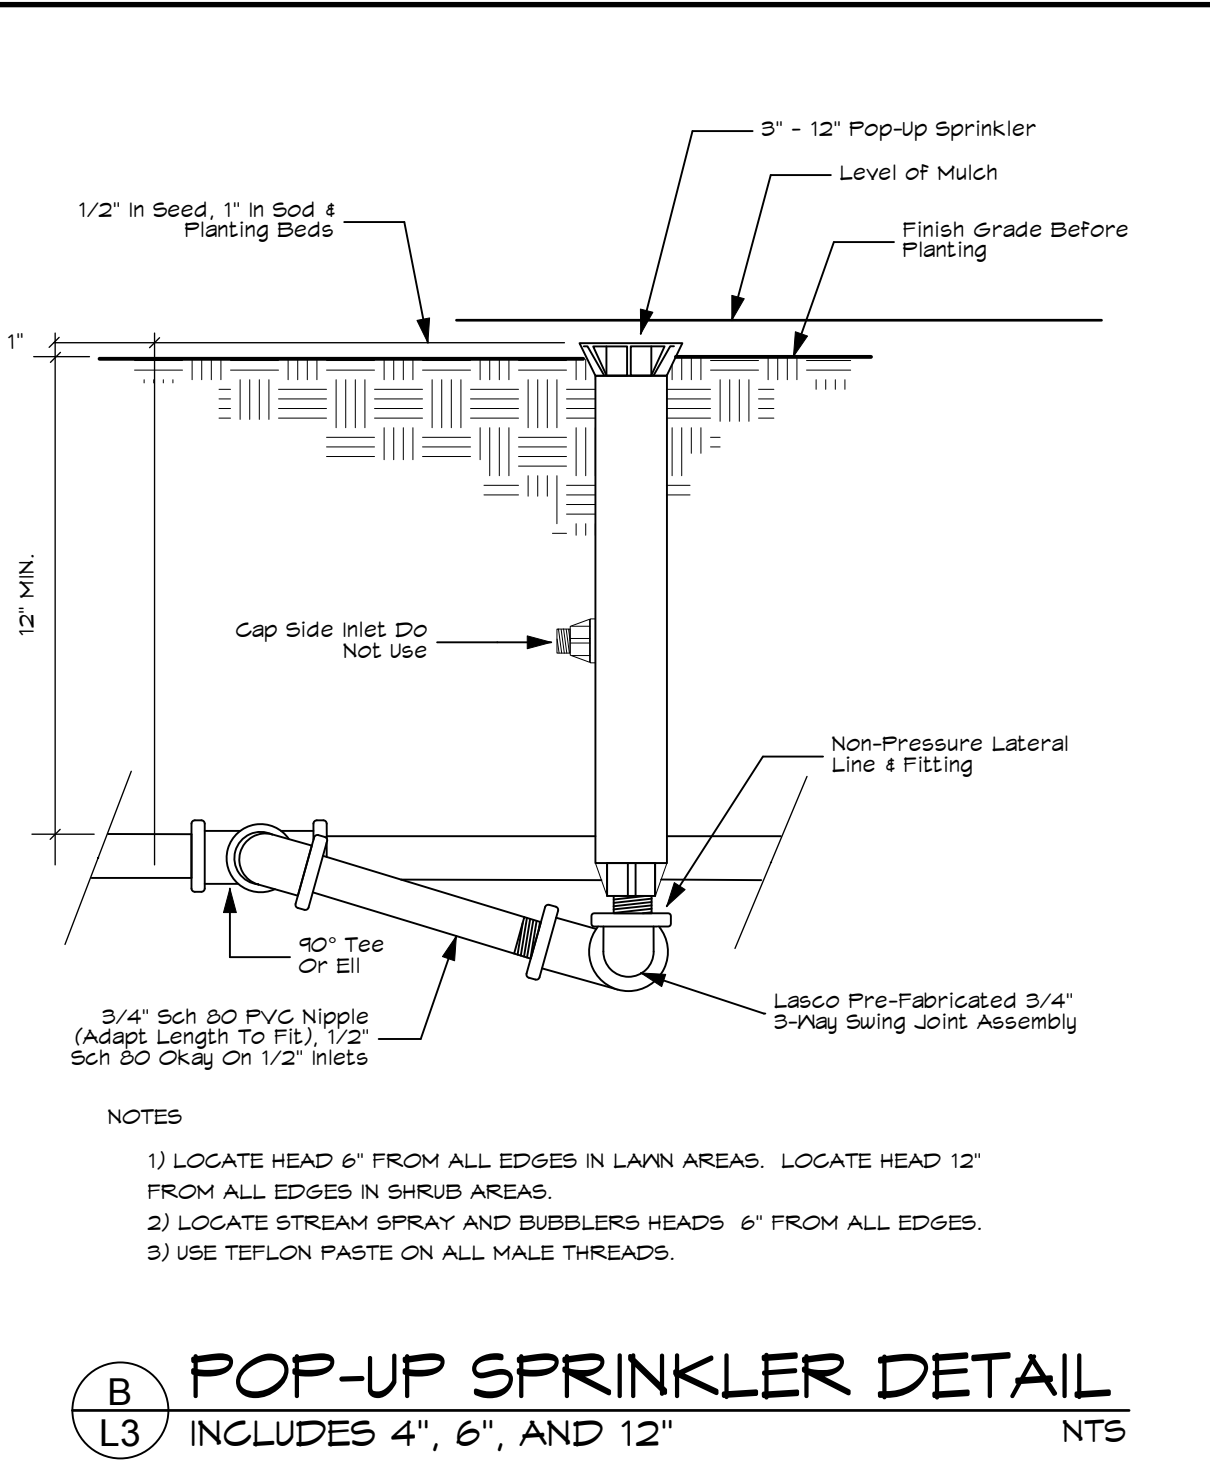 3" - 12" Pop-Up Sprinkler
Level of Mulch
1/2" In Seed, 1" In Sod &
Planting Beds
Finish Grade Before
Planting
1"
12" MIN.
Cap Side Inlet Do
Not Use
Non-Pressure Lateral
Line & Fitting
90° Tee
Or Ell
3/4" Sch 80 PVC Nipple
(Adapt Length To Fit), 1/2"
Sch 80 Okay On 1/2" Inlets
Lasco Pre-Fabricated 3/4"
3-Way Swing Joint Assembly
NOTES
1) LOCATE HEAD 6" FROM ALL EDGES IN LAWN AREAS.  LOCATE HEAD 12"
FROM ALL EDGES IN SHRUB AREAS.
2) LOCATE STREAM SPRAY AND BUBBLERS HEADS  6" FROM ALL EDGES.
3) USE TEFLON PASTE ON ALL MALE THREADS.
B
L3
POP-UP SPRINKLER DETAIL
INCLUDES 4", 6", AND 12"
NTS